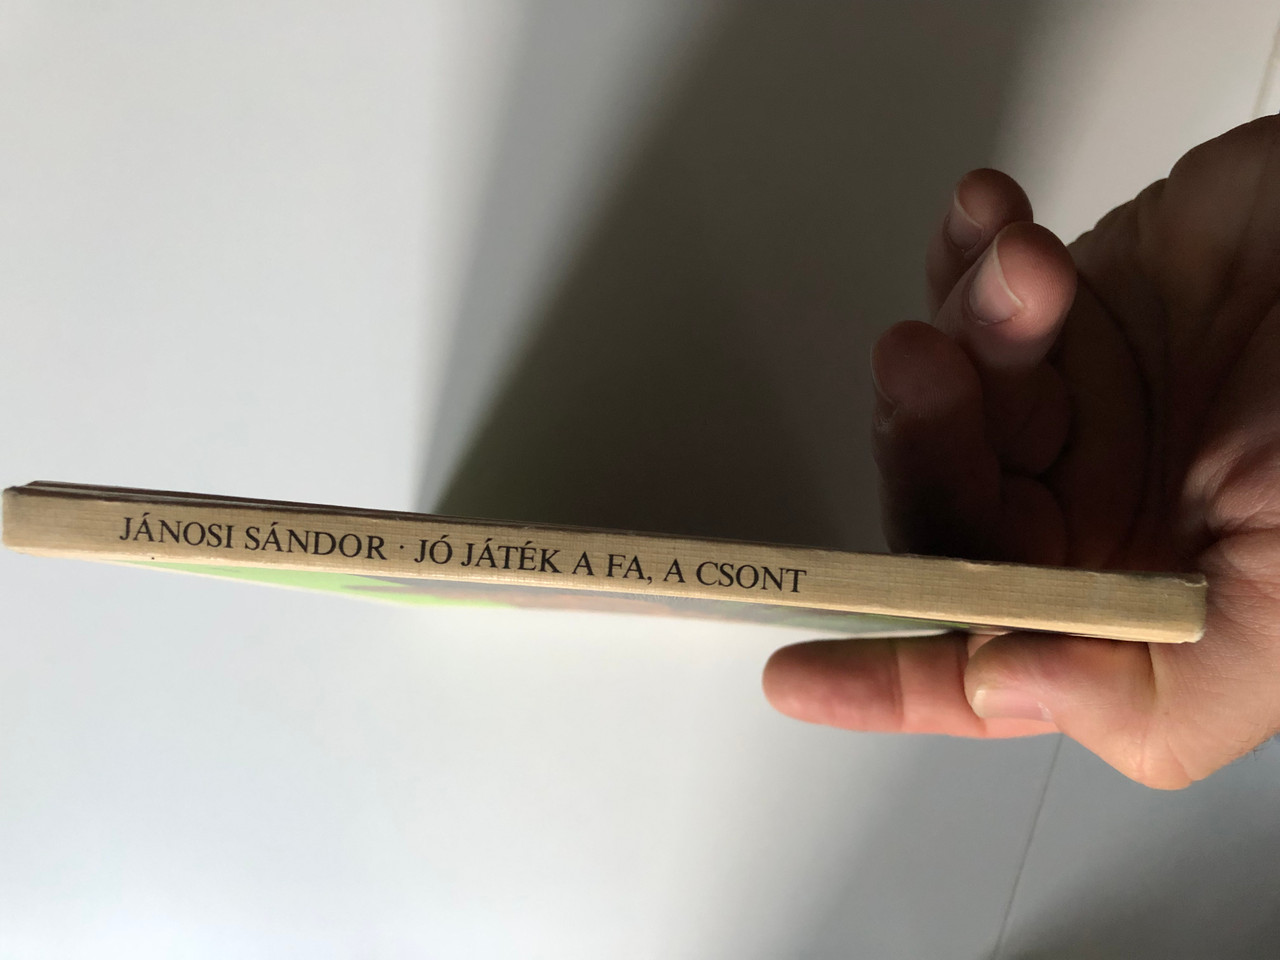 JÁNOSI SÁNDOR · JÓ JÁTÉK A FA, A CSONT